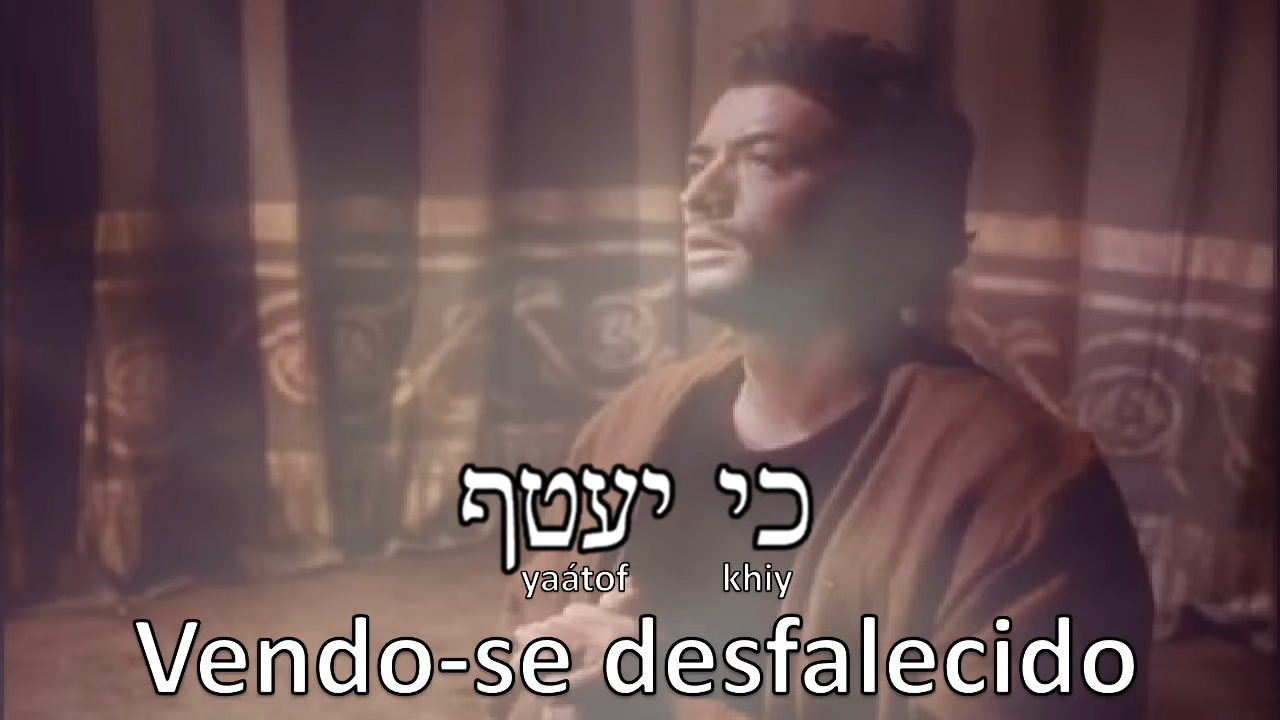 כי יעטף
yaátof khiy
Vendo-se desfalecido